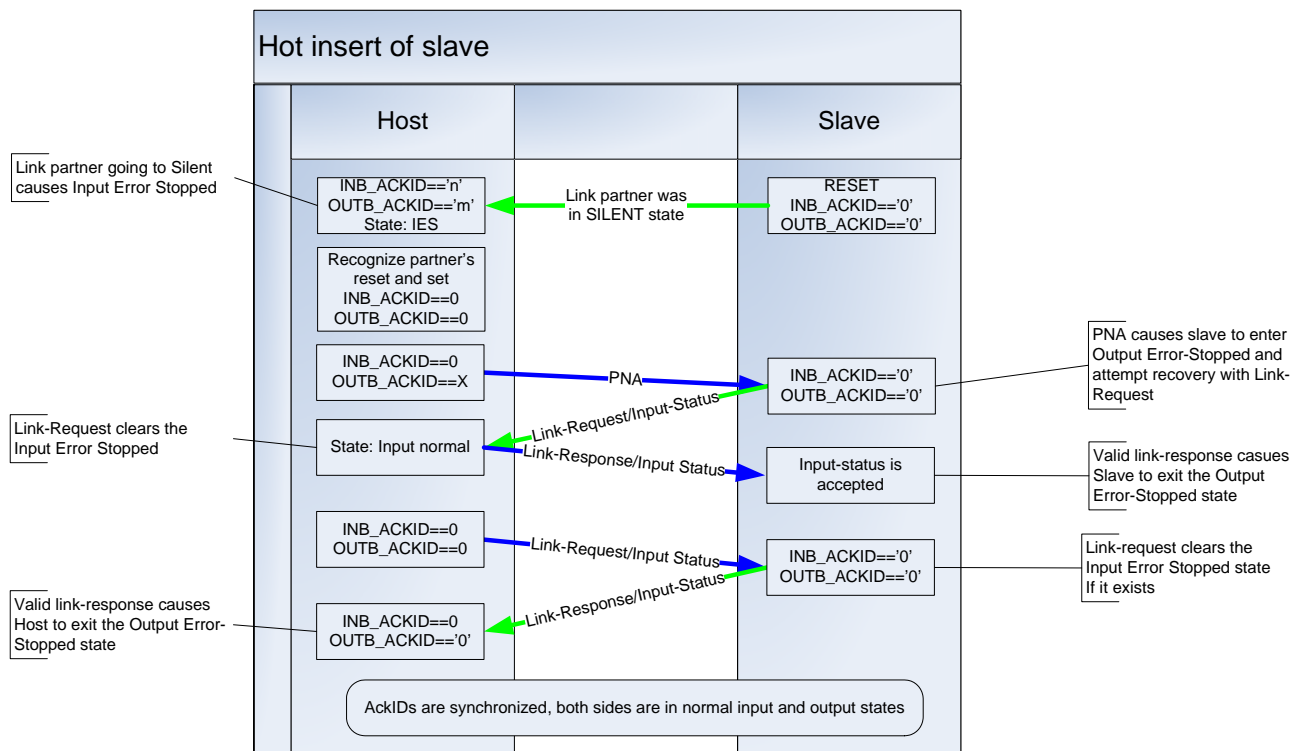 Hot insert of slave
Host
Slave
Link partner going to Silent
causes Input Error Stopped
INB_ACKID=='n'
OUTB_ACKID=='m'
State: IES
Link partner was
in SILENT state
RESET
INB_ACKID=='0'
OUTB_ACKID=='0'
Recognize partner's
reset and set
INB_ACKID==0
OUTB_ACKID==0
INB_ACKID==0
OUTB_ACKID==X
PNA
INB_ACKID=='0'
OUTB_ACKID=='0'
PNA causes slave to enter
Output Error-Stopped and
attempt recovery with Link-
Request
Link-Request/Input-Status
Link-Request clears the
Input Error Stopped
State: Input normal
Link-Response/Input Status
Input-status is
accepted
Valid link-response casues
Slave to exit the Output
Error-Stopped state
INB_ACKID==0
OUTB_ACKID==0
Link-Request/Input Status
INB_ACKID=='0'
OUTB_ACKID=='0'
Link-request clears the
Input Error Stopped state
If it exists
Link-Response/Input-Status
Valid link-response causes
Host to exit the Output Error-
Stopped state
INB_ACKID==0
OUTB_ACKID=='0'
AckIDs are synchronized, both sides are in normal input and output states